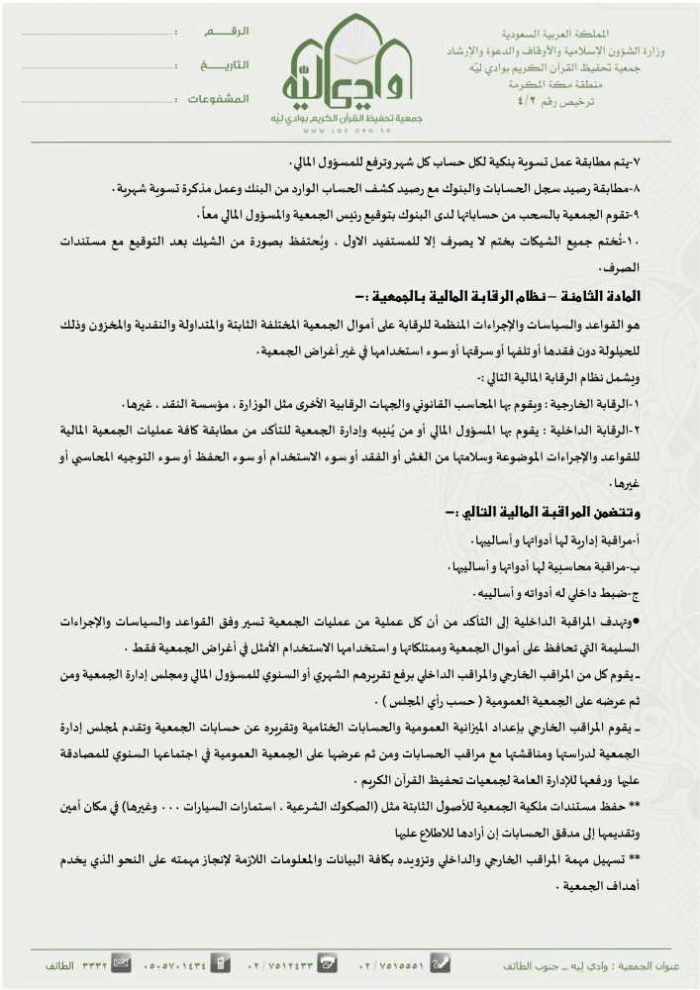 المملكة العربية السعودية
وزارة الشؤون الإسلامية والأوقاف والدعوة والإرشاد
جمعية تحفيظ القرآن الكريم بوادي ليّه
منطقة مكة المكرمة
ترخيص رقم ٤/٢
وادي ليه
جمعية تحفيظ القرآن الكريم بوادي ليّه
الرقـــم :
التاريــخ :
المشفوعات :
٧-يتم مطابقة عمل تسوية بنكية لكل حساب كل شهر وترفع للمسؤول المالي.
٨-مطابقة رصيد سجل الحسابات والبنوك مع رصيد كشف الحساب الوارد من البنك وعمل مذكرة تسوية شهرية.
٩-تقوم الجمعية بالسحب من حساباتها لدى البنوك بتوقيع رئيس الجمعية والمسؤول المالي معاً.
١٠-تُختم جميع الشيكات بختم لا يصرف إلا للمستفيد الاول ، ويُحتفظ بصورة من الشيك بعد التوقيع مع مستندات
الصرف.
المادة الثامنة – نظام الرقابة المالية بالجمعية :–
هو القواعد والسياسات والإجراءات المنظمة للرقابة على أموال الجمعية المختلفة الثابتة والمتداولة والنقدية والمخزون وذلك
للحيلولة دون فقدها أو تلفها أو سرقتها أو سوء استخدامها في غير أغراض الجمعية.
ويشمل نظام الرقابة المالية التالي :-
١-الرقابة الخارجية : ويقوم بها المحاسب القانوني والجهات الرقابية الأخرى مثل الوزارة ، مؤسسة النقد ، غيرها.
٢-الرقابة الداخلية : يقوم بها المسؤول المالي أو من يُنيبه وإدارة الجمعية للتأكد من مطابقة كافة عمليات الجمعية المالية
للقواعد والإجراءات الموضوعة وسلامتها من الغش أو الفقد أو سوء الاستخدام أو سوء الحفظ أو سوء التوجيه المحاسبي أو
غيرها.
وتتضمن المراقبة المالية التالي :–
أ-مراقبة إدارية لها أدواتها و أساليبها.
ب-مراقبة محاسبية لها أدواتها و أساليبها.
ج-ضبط داخلي له أدواته و أساليبه.
●وتهدف المراقبة الداخلية إلى التأكد من أن كل عملية من عمليات الجمعية تسير وفق القواعد والسياسات والإجراءات
السليمة التي تحافظ على أموال الجمعية وممتلكاتها و استخدامها الاستخدام الأمثل في أغراض الجمعية فقط .
ـ يقوم كل من المراقب الخارجي والمراقب الداخلي برفع تقريرهم الشهري أو السنوي للمسؤول المالي ومجلس إدارة الجمعية ومن
ثم عرضه على الجمعية العمومية ( حسب رأي المجلس ) .
ـ يقوم المراقب الخارجي بإعداد الميزانية العمومية والحسابات الختامية وتقريره عن حسابات الجمعية وتقدم لمجلس إدارة
الجمعية لدراستها ومناقشتها مع مراقب الحسابات ومن ثم عرضها على الجمعية العمومية في اجتماعها السنوي للمصادقة
عليها ورفعها للإدارة العامة لجمعيات تحفيظ القرآن الكريم .
** حفظ مستندات ملكية الجمعية للأصول الثابتة مثل (الصكوك الشرعية ، استمارات السيارات ٠٠٠ وغيرها) في مكان أمين
وتقديمها إلى مدقق الحسابات إن أرادها للاطلاع عليها
** تسهيل مهمة المراقب الخارجي والداخلي وتزويده بكافة البيانات والمعلومات اللازمة لإنجاز مهمته على النحو الذي يخدم
أهداف الجمعية .
عنوان الجمعية : وادي ليه ــ جنوب الطائف ٠٢/٧٥١٥٥٥١ ٠٢/٧٥١٢٤٣٣ ٠٥٠٥٧٠١٤٣٤ ٣٣٣٢ الطائف